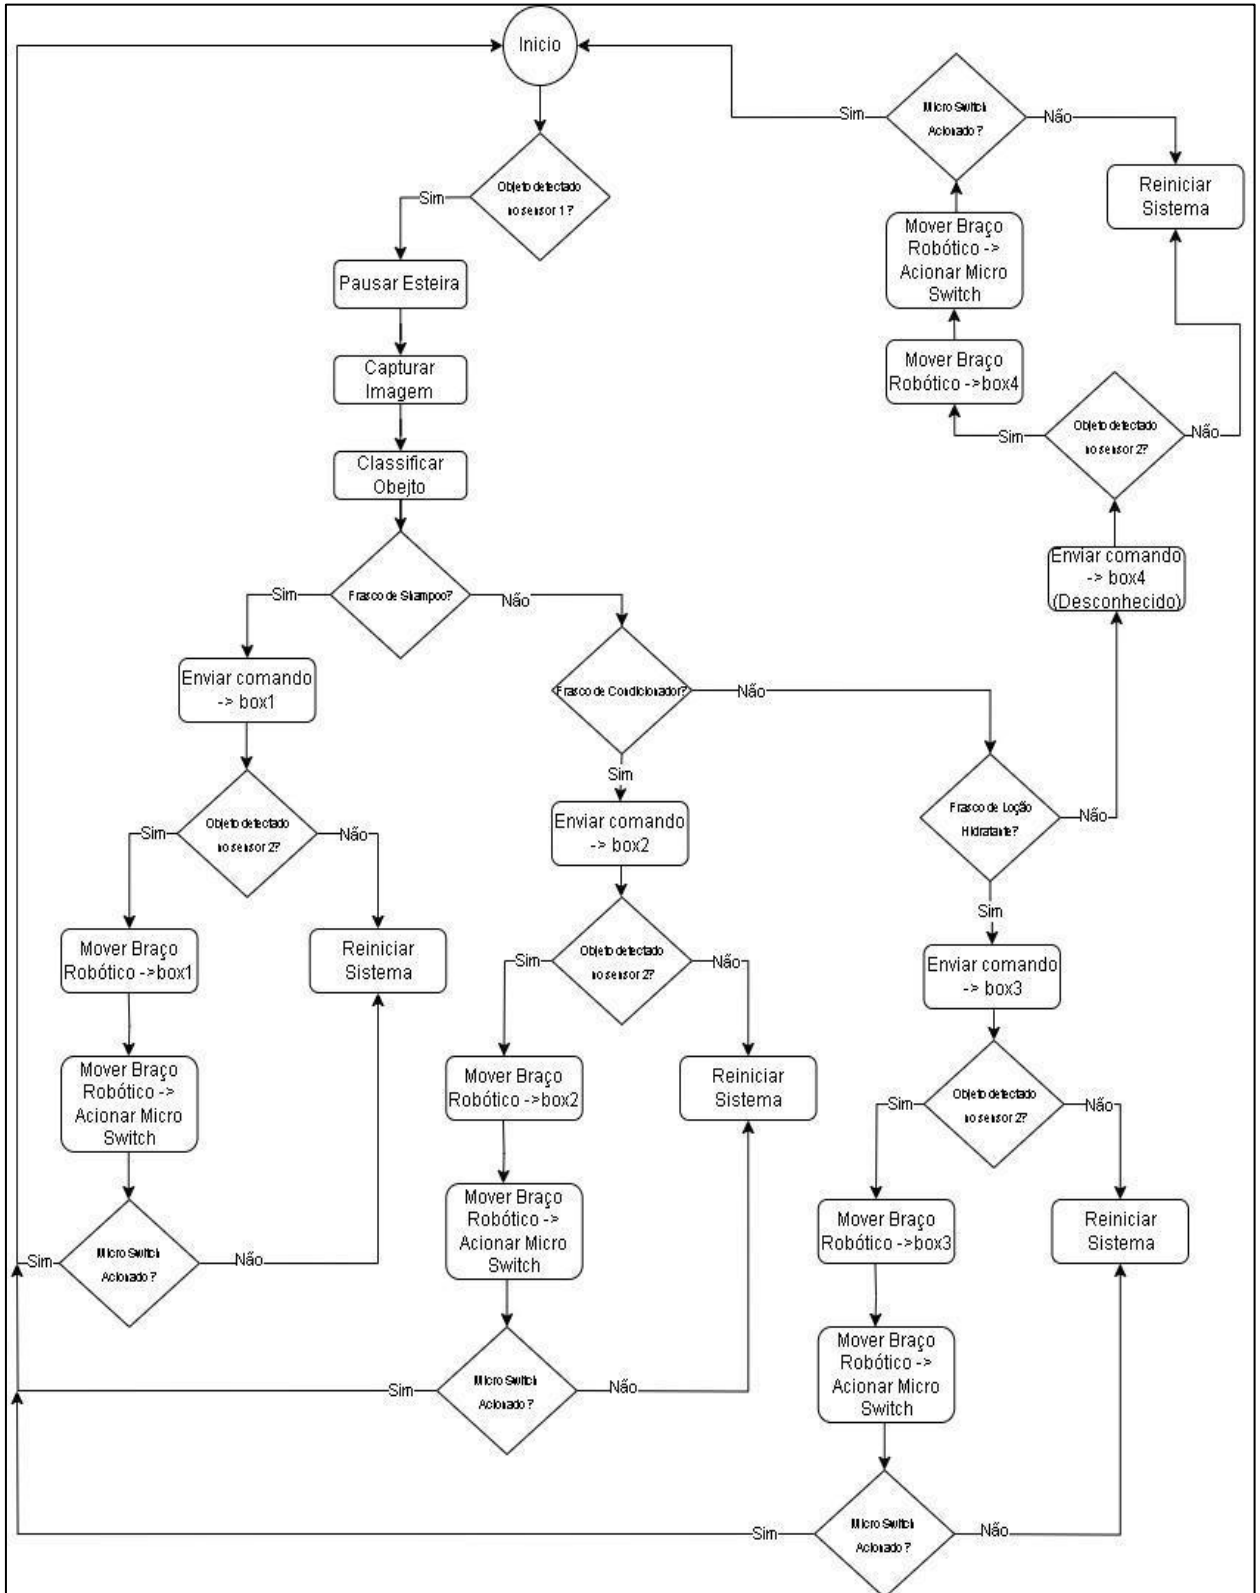 Inicio
Objeto detectado
no sensor 1?
Sim
Pausar Esteira
Capturar
Imagem
Classificar
Obejto
Frasco de Shampoo?
Sim
Não
Enviar comando
-> box1
Objeto detectado
no sensor 2?
Sim
Não
Mover Braço
Robótico ->box1
Reiniciar
Sistema
Mover Braço
Robótico ->
Acionar Micro
Switch
Micro Switch
Acionado?
Sim
Não
Frasco de Condicionador?
Não
Sim
Enviar comando
-> box2
Objeto detectado
no sensor 2?
Sim
Não
Mover Braço
Robótico ->box2
Reiniciar
Sistema
Mover Braço
Robótico ->
Acionar Micro
Switch
Micro Switch
Acionado?
Sim
Não
Frasco de Loção
Hidratante?
Não
Sim
Enviar comando
-> box3
Objeto detectado
no sensor 2?
Sim
Não
Mover Braço
Robótico ->box3
Reiniciar
Sistema
Mover Braço
Robótico ->
Acionar Micro
Switch
Micro Switch
Acionado?
Sim
Não
Enviar comando
-> box4
(Desconhecido)
Objeto detectado
no sensor 2?
Sim
Não
Mover Braço
Robótico ->box4
Mover Braço
Robótico ->
Acionar Micro
Switch
Micro Switch
Acionado?
Sim
Não
Reiniciar
Sistema